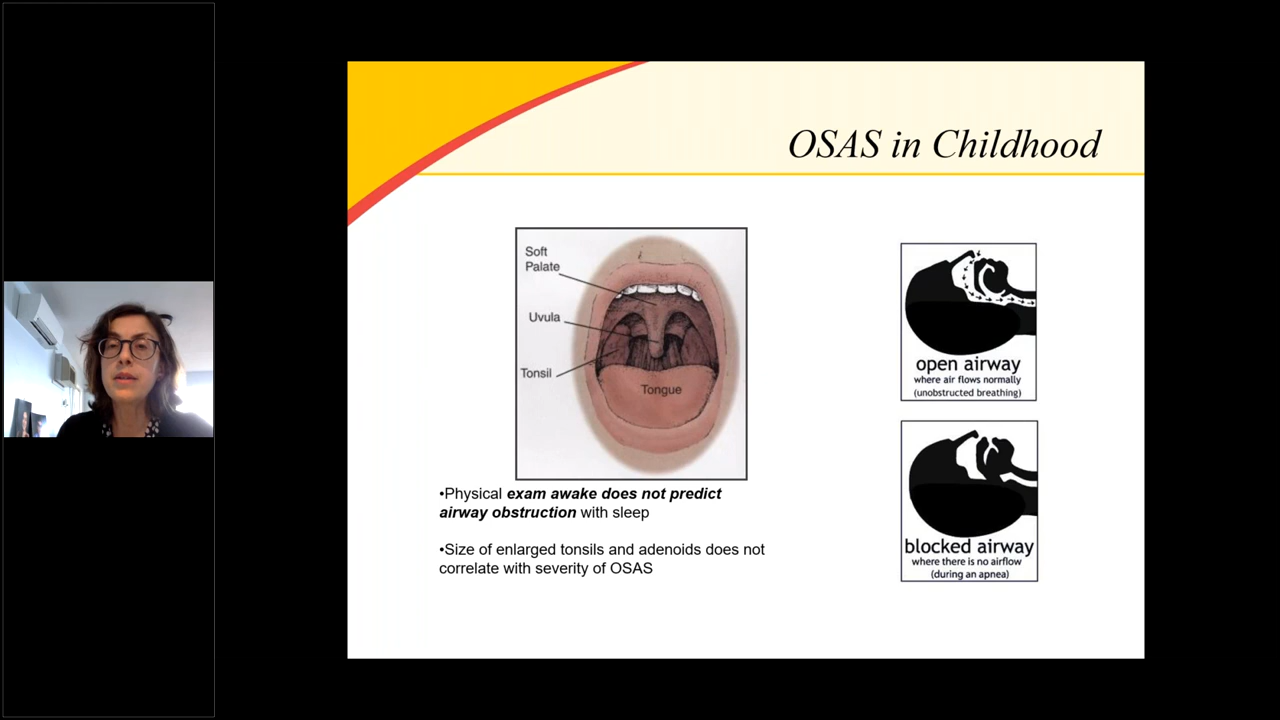 OSAS in Childhood
Soft
Palate
Uvula
Tonsil
Tongue
•Physical exam awake does not predict
airway obstruction with sleep
•Size of enlarged tonsils and adenoids does not
correlate with severity of OSAS
open airway
where air flows normally
(unobstructed breathing)
blocked airway
where there is no airflow
(during an apnea)